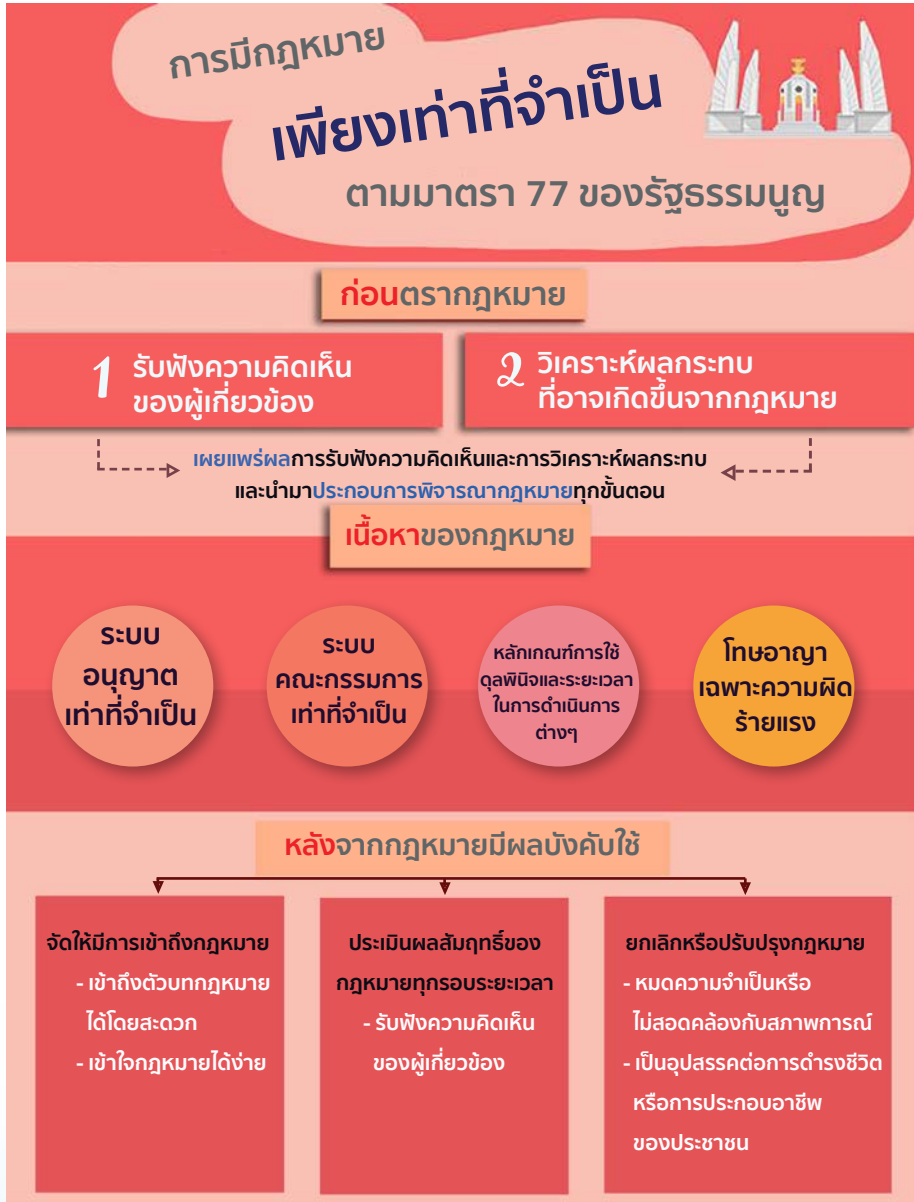 การมีกฎหมาย
เพียงเท่าที่จำเป็น
ตามมาตรา 77 ของรัฐธรรมนูญ
ก่อนตรากฎหมาย
1 รับฟังความคิดเห็น
ของผู้เกี่ยวข้อง
2 วิเคราะห์ผลกระทบ
ที่อาจเกิดขึ้นจากกฎหมาย
เผยแพร่ผลการรับฟังความคิดเห็นและการวิเคราะห์ผลกระทบ
และนำมาประกอบการพิจารณากฎหมายทุกขั้นตอน
เนื้อหาของกฎหมาย
ระบบ
อนุญาต
เท่าที่จำเป็น
ระบบ
คณะกรรมการ
เท่าที่จำเป็น
หลักเกณฑ์การใช้
ดุลพินิจและระยะเวลา
ในการดำเนินการ
ต่างๆ
โทษอาญา
เฉพาะความผิด
ร้ายแรง
หลังจากกฎหมายมีผลบังคับใช้
จัดให้มีการเข้าถึงกฎหมาย
- เข้าถึงตัวบทกฎหมาย
ได้โดยสะดวก
- เข้าใจกฎหมายได้ง่าย
ประเมินผลสัมฤทธิ์ของ
กฎหมายทุกรอบระยะเวลา
- รับฟังความคิดเห็น
ของผู้เกี่ยวข้อง
ยกเลิกหรือปรับปรุงกฎหมาย
- หมดความจำเป็นหรือ
ไม่สอดคล้องกับสภาพการณ์
- เป็นอุปสรรคต่อการดำรงชีวิต
หรือการประกอบอาชีพ
ของประชาชน